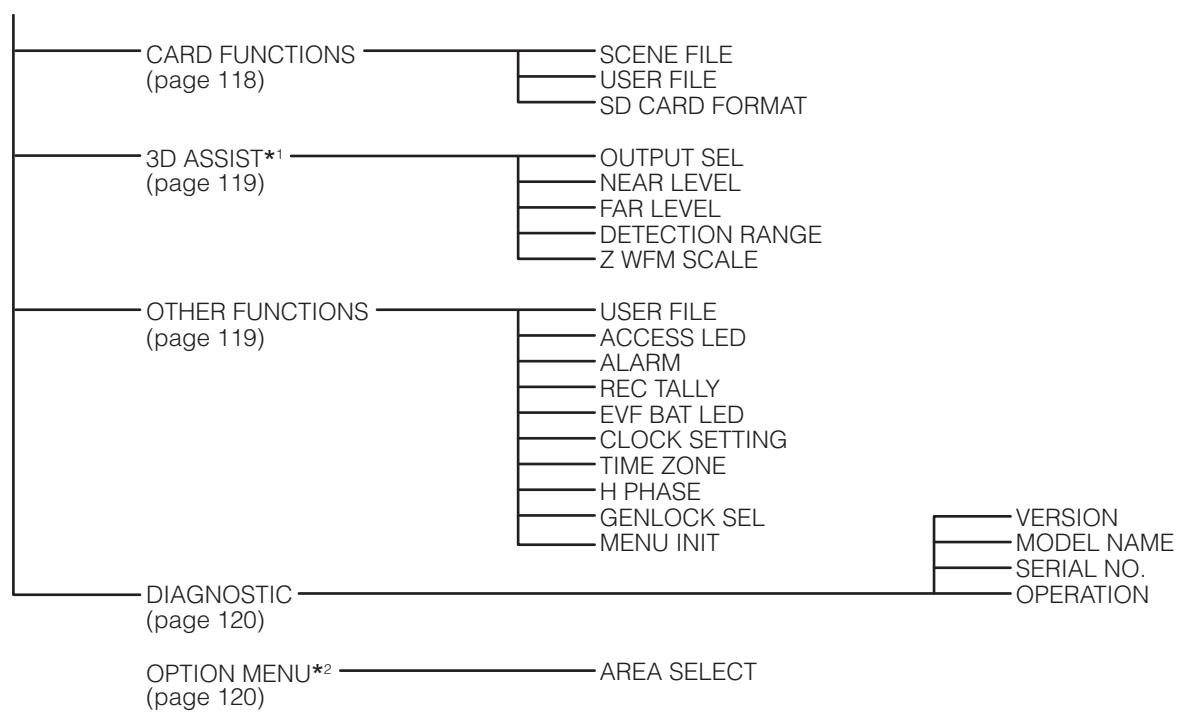 CARD FUNCTIONS
(page 118)
SCENE FILE
USER FILE
SD CARD FORMAT
3D ASSIST*1
(page 119)
OUTPUT SEL
NEAR LEVEL
FAR LEVEL
DETECTION RANGE
Z WFM SCALE
OTHER FUNCTIONS
(page 119)
USER FILE
ACCESS LED
ALARM
REC TALLY
EVF BAT LED
CLOCK SETTING
TIME ZONE
H PHASE
GENLOCK SEL
MENU INIT
DIAGNOSTIC
(page 120)
VERSION
MODEL NAME
SERIAL NO.
OPERATION
OPTION MENU*2
(page 120)
AREA SELECT